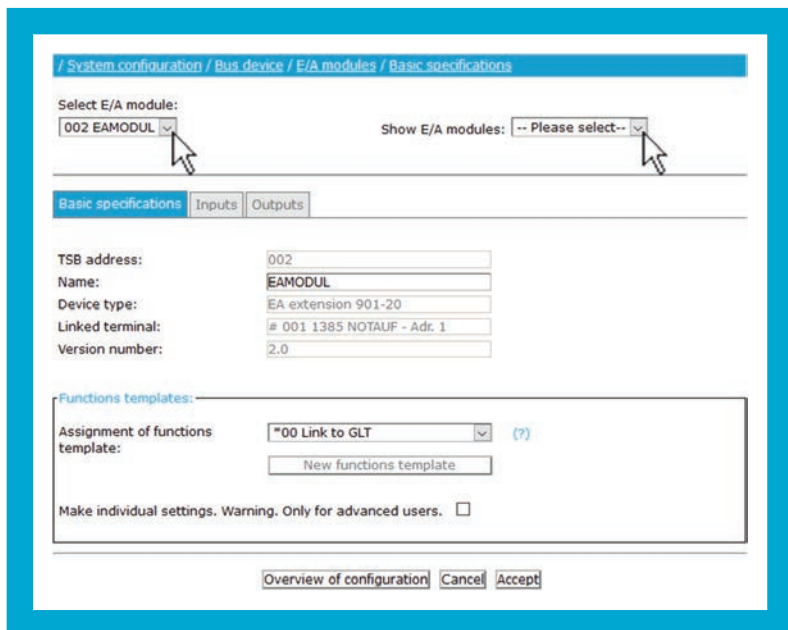 / System configuration / Bus device / E/A modules / Basic specifications
Select E/A module:
002 EAMODUL
Show E/A modules: -- Please select--
Basic specifications Inputs Outputs
TSB address: 002
Name: EAMODUL
Device type: EA extension 901-20
Linked terminal: # 001 1385 NOTAUF - Adr. 1
Version number: 2.0
Functions templates:
Assignment of functions
template:
"00 Link to GLT (?)
New functions template
Make individual settings. Warning. Only for advanced users.
Overview of configuration Cancel Accept